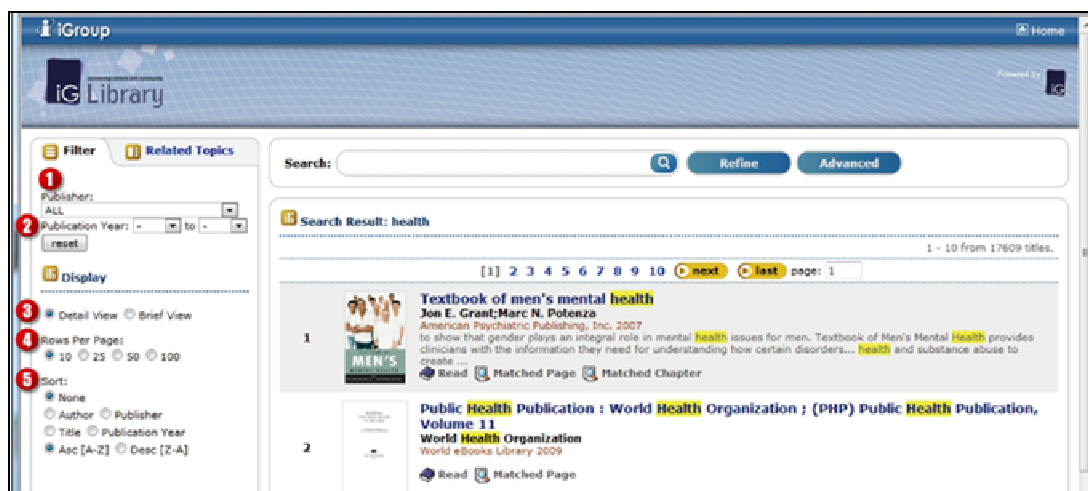 iGroup
Home
connecting content and community
iG Library
Powered by iG
Filter
Related Topics
1
Publisher:
ALL
2 Publication Year: - to -
reset
Display
3 Detail View Brief View
4 Rows Per Page:
10 25 50 100
5 Sort:
None
Author Publisher
Title Publication Year
Asc [A-Z] Desc [Z-A]
Search:
Refine
Advanced
Search Result: health
1 - 10 from 17609 titles.
[1] 2 3 4 5 6 7 8 9 10 next last page: 1
1
MEN'S
Textbook of men's mental health
Jon E. Grant;Marc N. Potenza
American Psychiatric Publishing, Inc. 2007
to show that gender plays an integral role in mental health issues for men. Textbook of Men's Mental Health provides
clinicians with the information they need for understanding how certain disorders... health and substance abuse to
create ...
Read Matched Page Matched Chapter
2
Public Health Publication : World Health Organization ; (PHP) Public Health Publication,
Volume 11
World Health Organization
World eBooks Library 2009
Read Matched Page